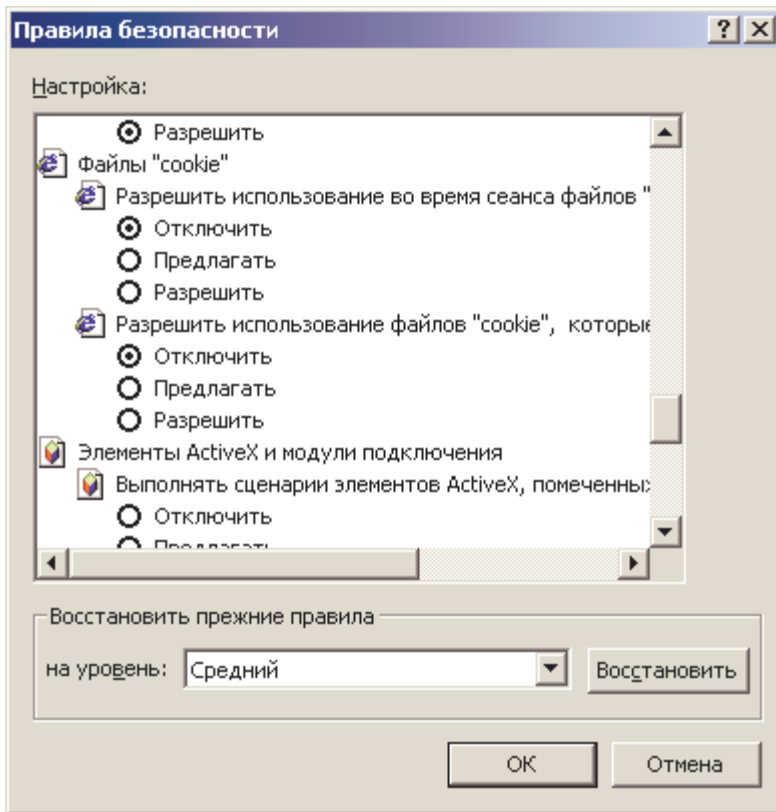 Правила безопасности
Настройка:
Разрешить
Файлы "cookie"
Разрешить использование во время сеанса файлов "
Отключить
Предлагать
Разрешить
Разрешить использование файлов "cookie", которые
Отключить
Предлагать
Разрешить
Элементы ActiveX и модули подключения
Выполнять сценарии элементов ActiveX, помеченных
Отключить
Предлагать
Восстановить прежние правила
на уровень: Средний Восстановить
ОК Отмена